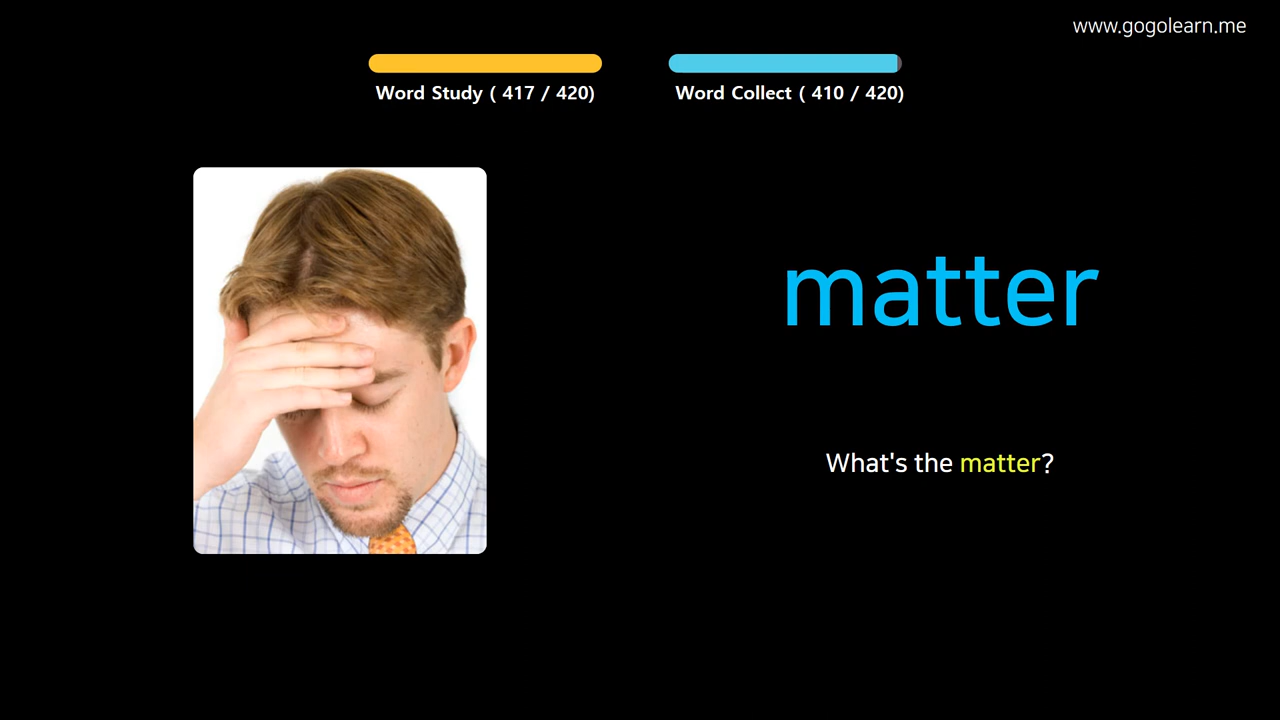 www.gogolearn.me
Word Study ( 417 / 420)
Word Collect ( 410 / 420)
matter
What's the matter?